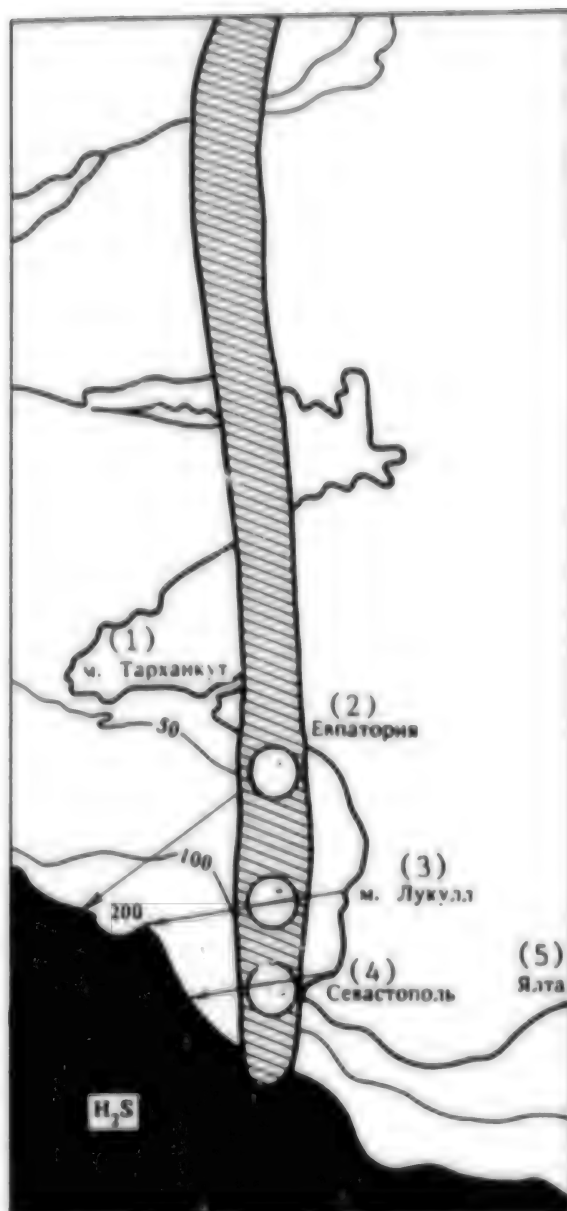 (1)
м. Тарханкут
(2)
Евпатория
50
100
(3)
200
м. Лукулл
(4)
Севастополь
(5)
Ялта
H₂S